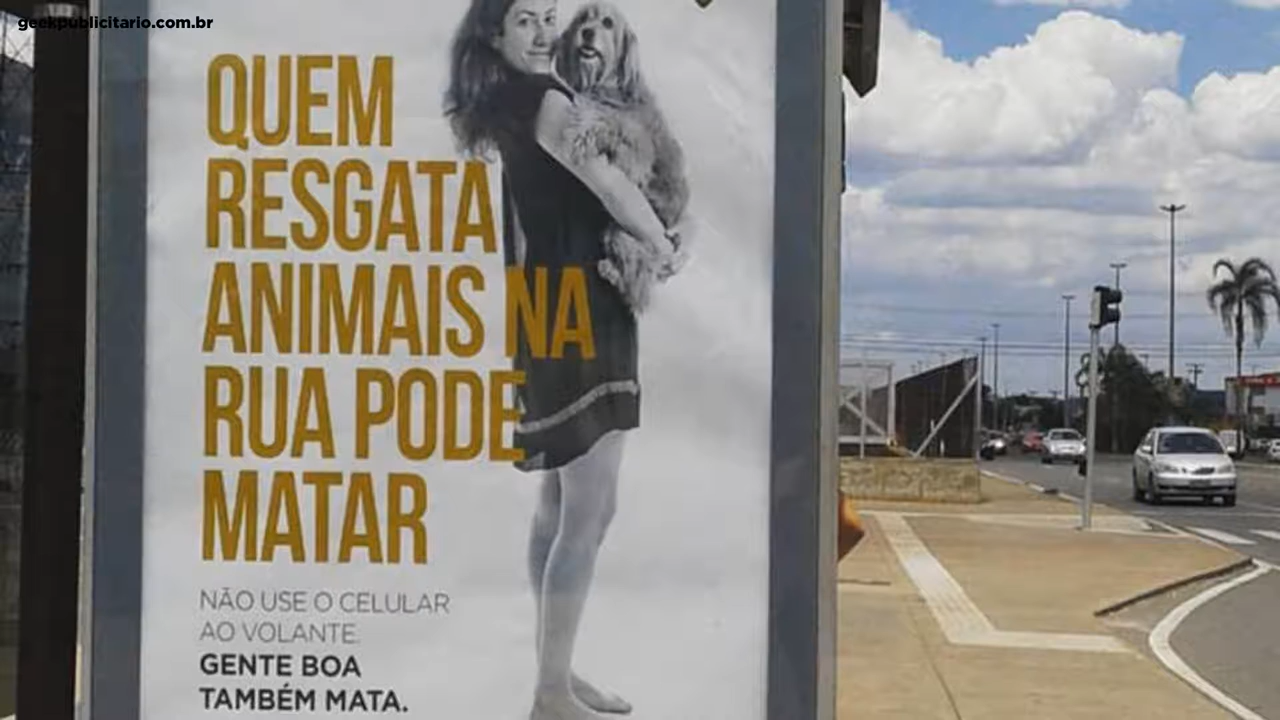 geekpublicitario.com.br
QUEM
RESGATA
ANIMAIS NA
RUA PODE
MATAR
NÃO USE O CELULAR
AO VOLANTE.
GENTE BOA
TAMBÉM MATA.